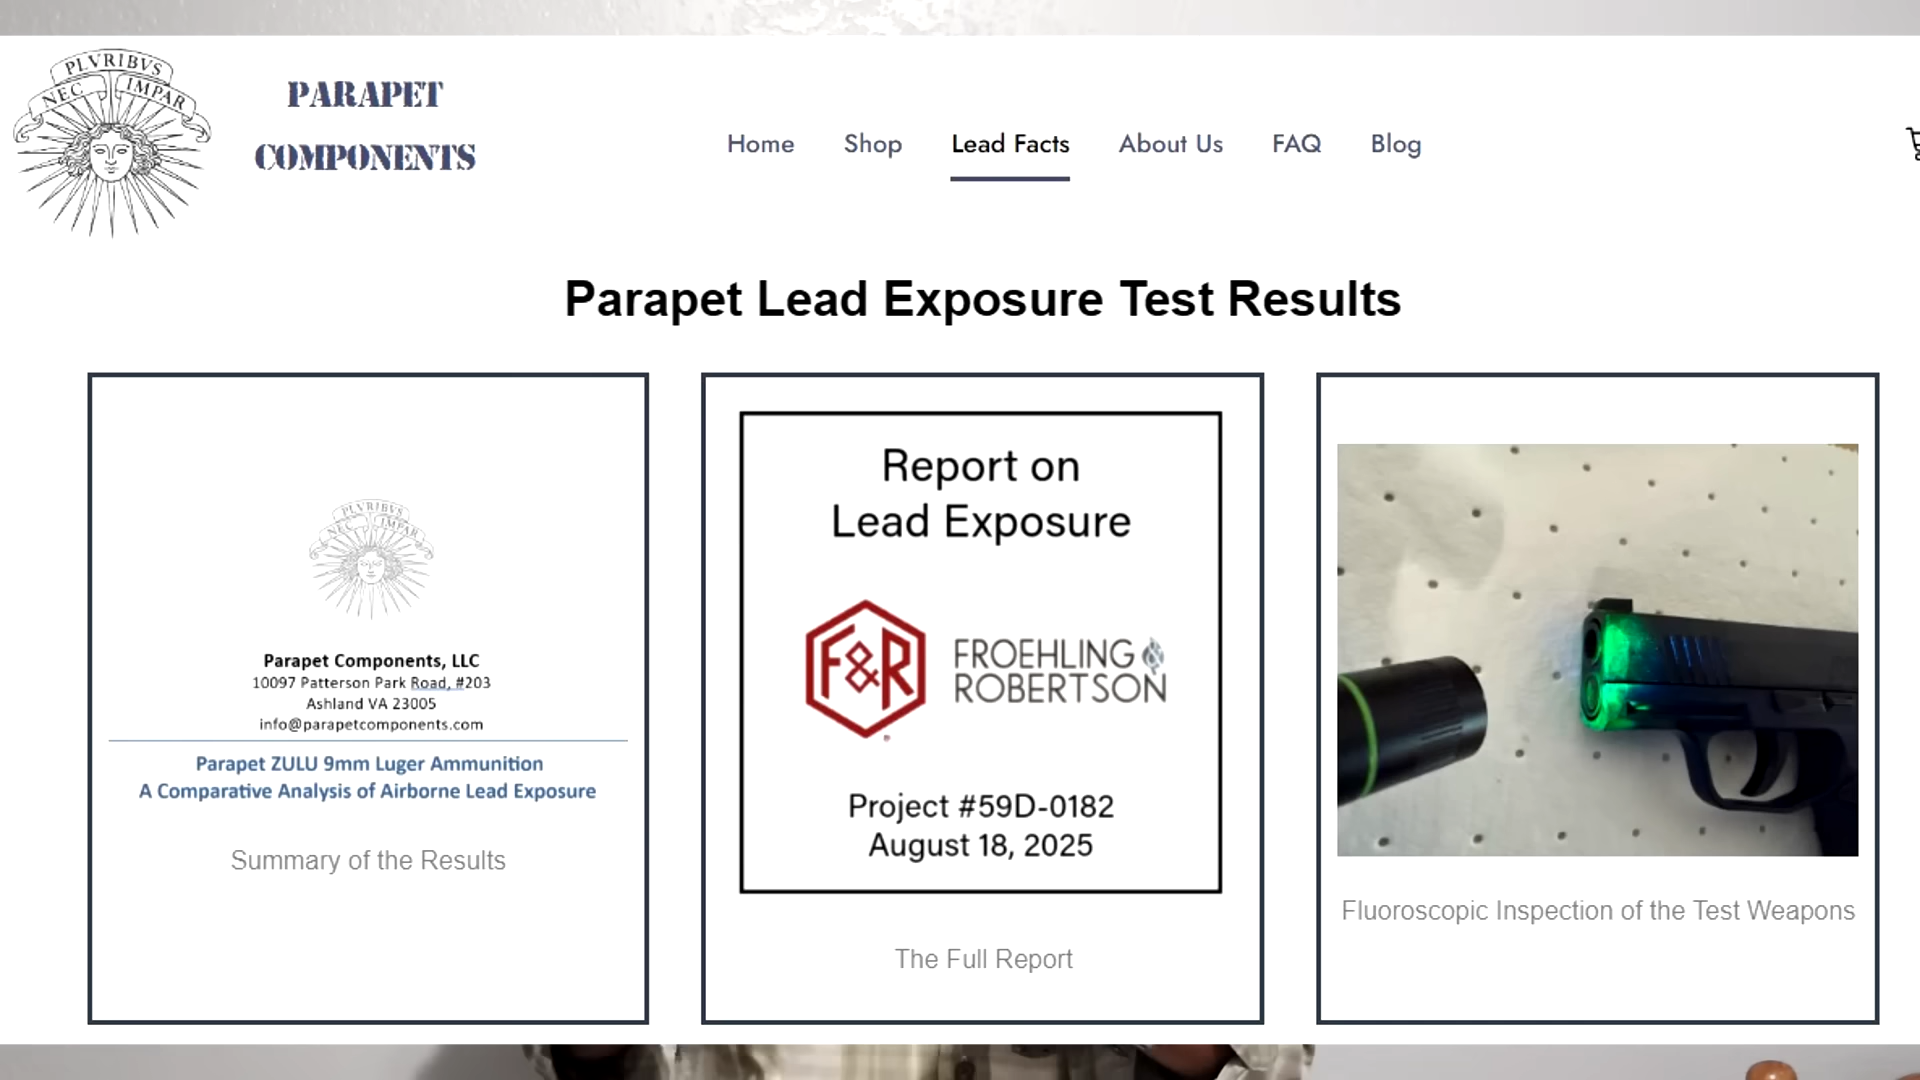 PLVRIBVS
NEC IMPAR
PARAPET
COMPONENTS
Home Shop Lead Facts About Us FAQ Blog
Parapet Lead Exposure Test Results
PLVRIBVS
NEC IMPAR
Parapet Components, LLC
10097 Patterson Park Road, #203
Ashland VA 23005
info@parapetcomponents.com
Parapet ZULU 9mm Luger Ammunition
A Comparative Analysis of Airborne Lead Exposure
Summary of the Results
Report on
Lead Exposure
F&R
FROEHLING &
ROBERTSON
Project #59D-0182
August 18, 2025
The Full Report
Fluoroscopic Inspection of the Test Weapons